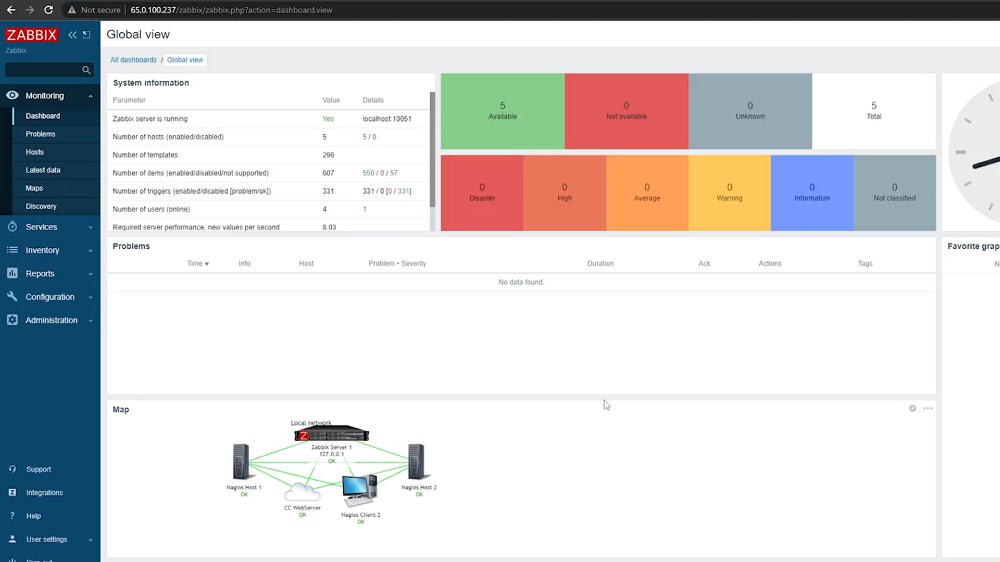 Not secure | 65.0.100.237/zabbix/zabbix.php?action=dashboard.view
ZABBIX
Zabbix
Monitoring
Dashboard
Problems
Hosts
Latest data
Maps
Discovery
Services
Inventory
Reports
Configuration
Administration
Support
Integrations
Help
User settings
Global view
All dashboards / Global view
System information
Parameter Value Details
Zabbix server is running Yes localhost:10051
Number of hosts (enabled/disabled) 5 5 / 0
Number of templates 296
Number of items (enabled/disabled/not supported) 607 550 / 0 / 57
Number of triggers (enabled/disabled [problem/ok]) 331 331 / 0 [0 / 331]
Number of users (online) 4 1
Required server performance, new values per second 8.03
5 0 0 5
Available Not available Unknown Total
0 0 0 0 0 0
Disaster High Average Warning Information Not classified
Problems
Time Info Host Problem • Severity Duration Ack Actions Tags
No data found.
Favorite grap
N
Map
Local network
Z
Zabbix Server 1
127.0.0.1
OK
Nagios Host 1
OK
Nagios Host 2
OK
CC WebServer
OK
Nagios Client 2
OK